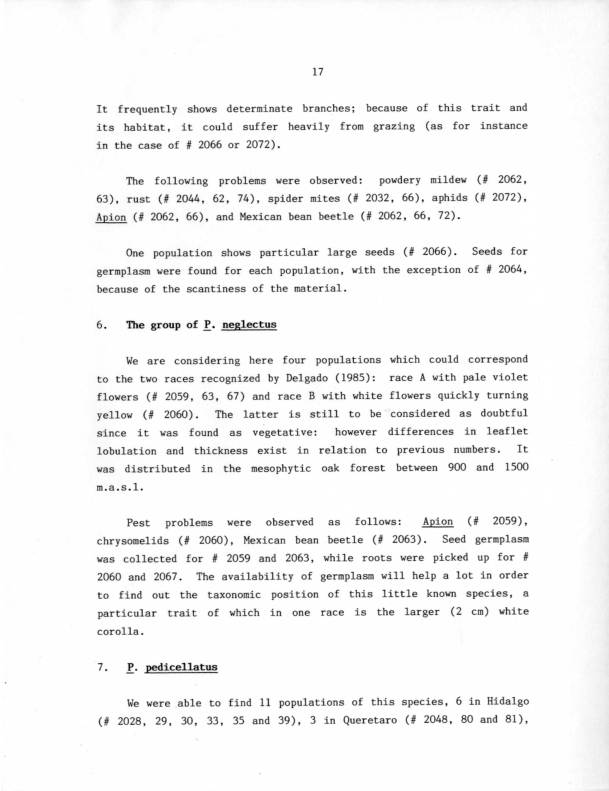 17
It frequently shows determinate branches; because of this trait and
its habitat, it could suffer heavily from grazing (as for instance
in the case of # 2066 or 2072).
The following problems were observed: powdery mildew (# 2062,
63), rust (# 2044, 62, 74), spider mites (# 2032, 66), aphids (# 2072),
Apion (# 2062, 66), and Mexican bean beetle (# 2062, 66, 72).
One population shows particular large seeds (# 2066). Seeds for
germplasm were found for each population, with the exception of # 2064,
because of the scantiness of the material.
6. The group of P. neglectus
We are considering here four populations which could correspond
to the two races recognized by Delgado (1985): race A with pale violet
flowers (# 2059, 63, 67) and race B with white flowers quickly turning
yellow (# 2060). The latter is still to be considered as doubtful
since it was found as vegetative: however differences in leaflet
lobulation and thickness exist in relation to previous numbers. It
was distributed in the mesophytic oak forest between 900 and 1500
m.a.s.l.
Pest problems were observed as follows: Apion (# 2059),
chrysomelids (# 2060), Mexican bean beetle (# 2063). Seed germplasm
was collected for # 2059 and 2063, while roots were picked up for #
2060 and 2067. The availability of germplasm will help a lot in order
to find out the taxonomic position of this little known species, a
particular trait of which in one race is the larger (2 cm) white
corolla.
7. P. pedicellatus
We were able to find 11 populations of this species, 6 in Hidalgo
(# 2028, 29, 30, 33, 35 and 39), 3 in Queretaro (# 2048, 80 and 81),